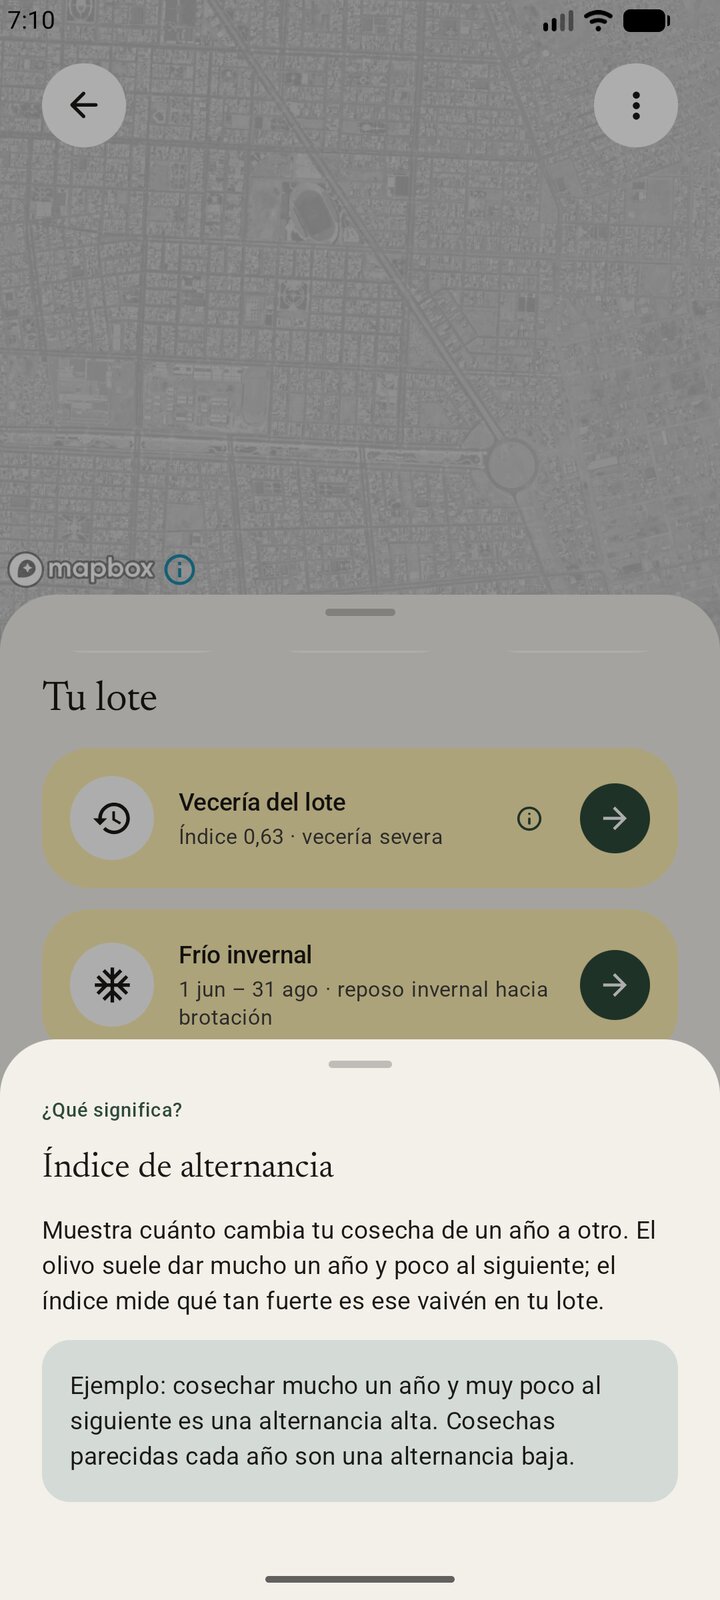 7:10
mapbox
Tu lote
Vecería del lote
Índice 0,63 · vecería severa
Frío invernal
1 jun – 31 ago · reposo invernal hacia
brotación
¿Qué significa?
Índice de alternancia
Muestra cuánto cambia tu cosecha de un año a otro. El
olivo suele dar mucho un año y poco al siguiente; el
índice mide qué tan fuerte es ese vaivén en tu lote.
Ejemplo: cosechar mucho un año y muy poco al
siguiente es una alternancia alta. Cosechas
parecidas cada año son una alternancia baja.